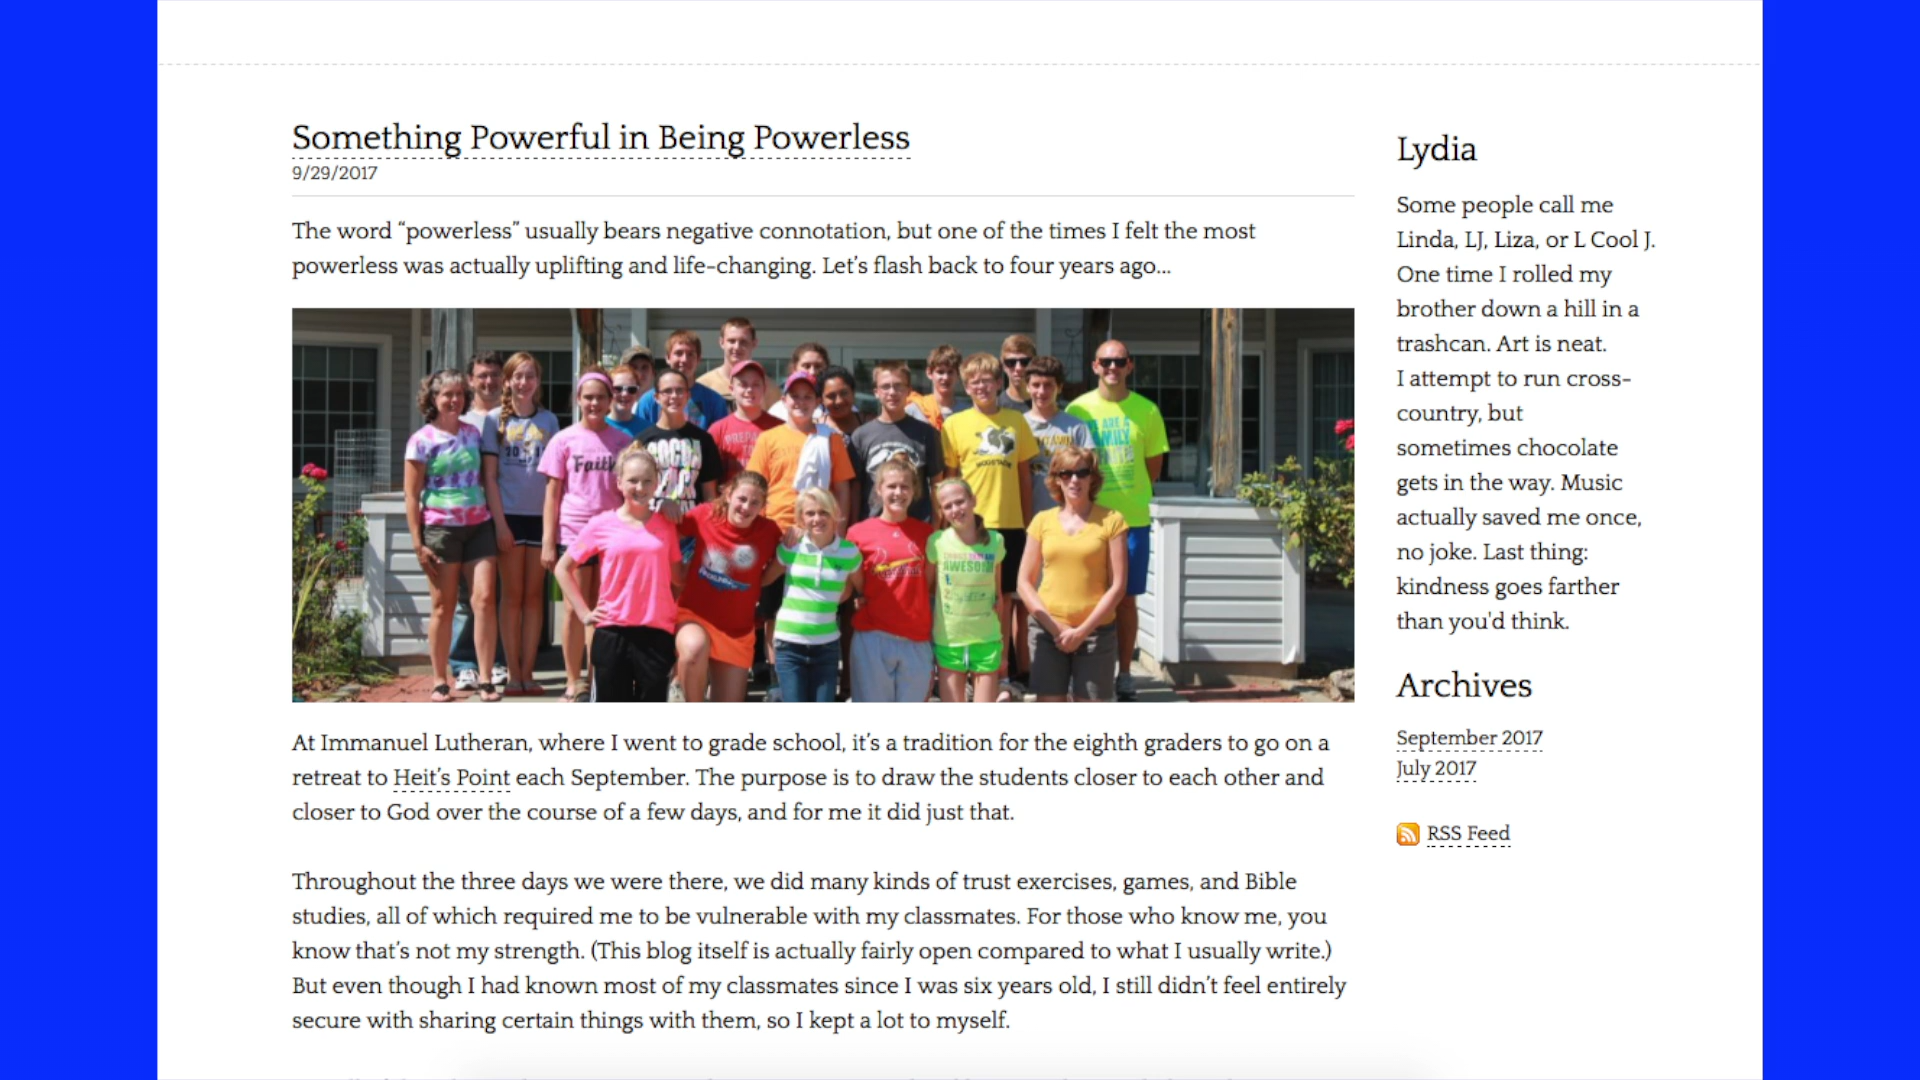 Something Powerful in Being Powerless
9/29/2017
The word “powerless” usually bears negative connotation, but one of the times I felt the most
powerless was actually uplifting and life-changing. Let’s flash back to four years ago...
Faith
AWESOME
At Immanuel Lutheran, where I went to grade school, it’s a tradition for the eighth graders to go on a
retreat to Heit’s Point each September. The purpose is to draw the students closer to each other and
closer to God over the course of a few days, and for me it did just that.
Throughout the three days we were there, we did many kinds of trust exercises, games, and Bible
studies, all of which required me to be vulnerable with my classmates. For those who know me, you
know that’s not my strength. (This blog itself is actually fairly open compared to what I usually write.)
But even though I had known most of my classmates since I was six years old, I still didn’t feel entirely
secure with sharing certain things with them, so I kept a lot to myself.
Lydia
Some people call me
Linda, LJ, Liza, or L Cool J.
One time I rolled my
brother down a hill in a
trashcan. Art is neat.
I attempt to run cross-
country, but
sometimes chocolate
gets in the way. Music
actually saved me once,
no joke. Last thing:
kindness goes farther
than you'd think.
Archives
September 2017
July 2017
RSS Feed